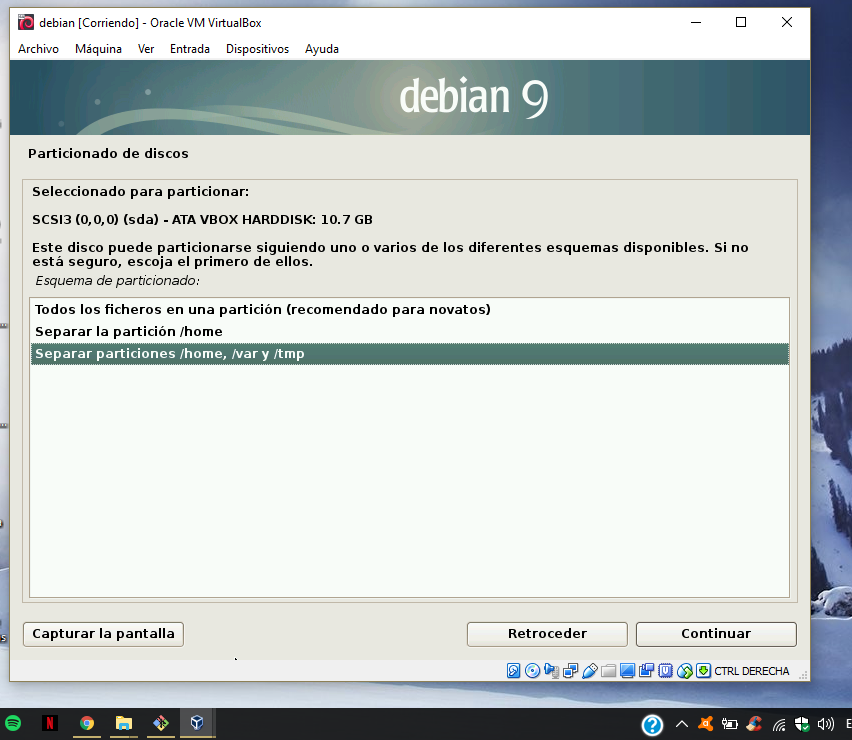 debian [Corriendo] - Oracle VM VirtualBox
Archivo Máquina Ver Entrada Dispositivos Ayuda
debian 9
Particionado de discos
Seleccionado para particionar:
SCSI3 (0,0,0) (sda) - ATA VBOX HARDDISK: 10.7 GB
Este disco puede particionarse siguiendo uno o varios de los diferentes esquemas disponibles. Si no
está seguro, escoja el primero de ellos.
Esquema de particionado:
Todos los ficheros en una partición (recomendado para novatos)
Separar la partición /home
Separar particiones /home, /var y /tmp
Capturar la pantalla Retroceder Continuar
CTRL DERECHA